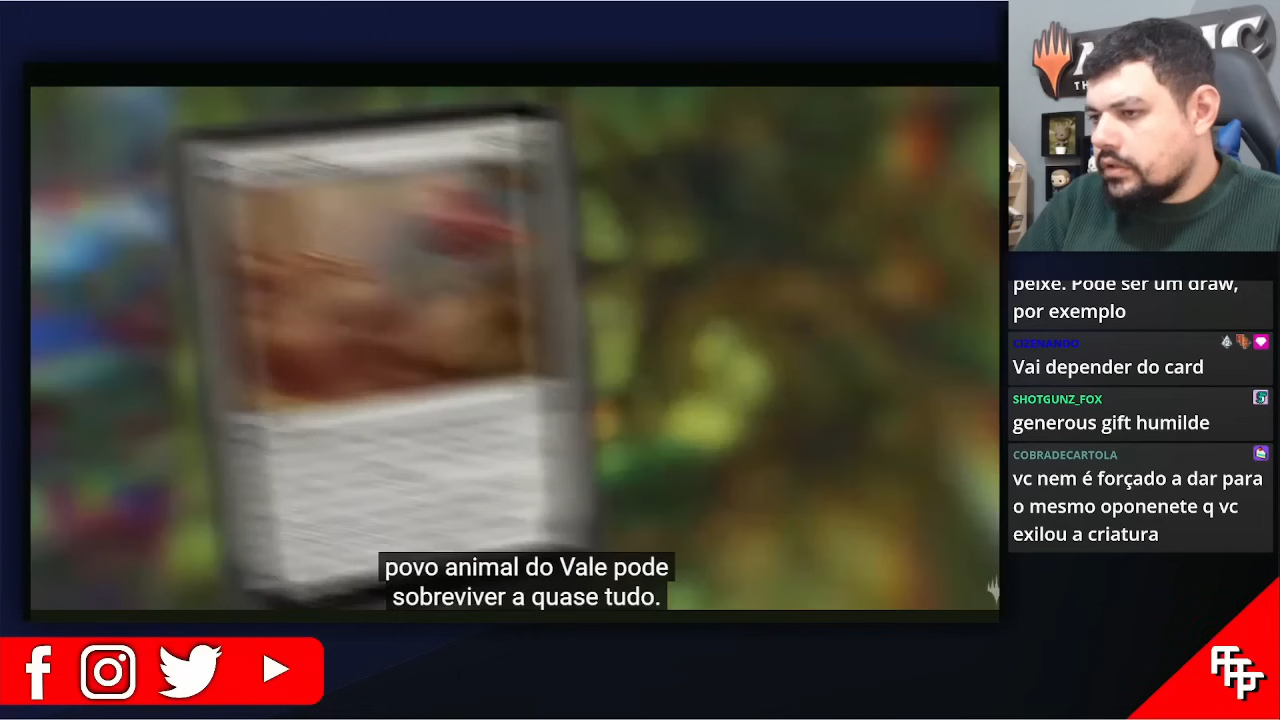 povo animal do Vale pode
sobreviver a quase tudo.
peixe. Pode ser um draw,
por exemplo
CIZENANDO
Vai depender do card
SHOTGUNZ_FOX
generous gift humilde
COBRADECARTOLA
vc nem é forçado a dar para
o mesmo oponenete q vc
exilou a criatura